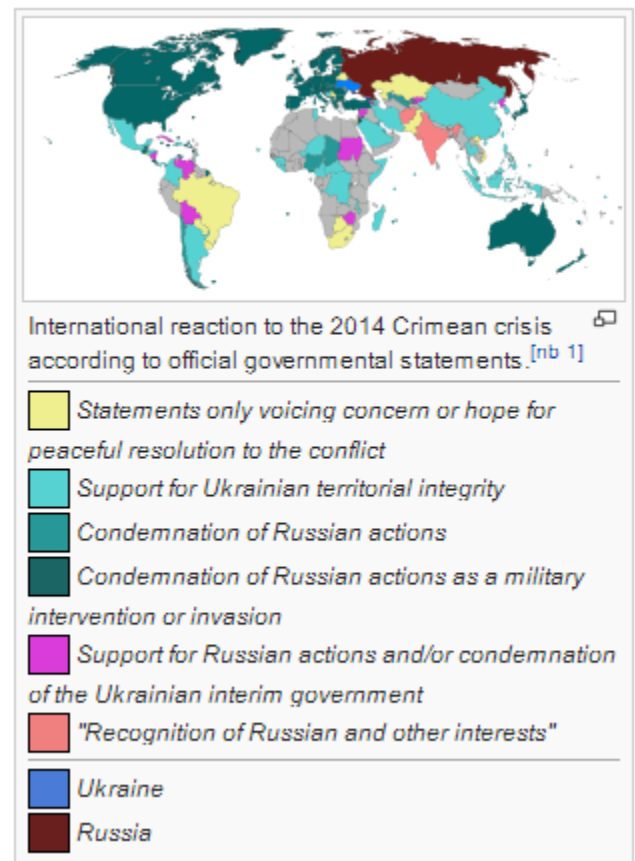 International reaction to the 2014 Crimean crisis
according to official governmental statements.[nb 1]
Statements only voicing concern or hope for
peaceful resolution to the conflict
Support for Ukrainian territorial integrity
Condemnation of Russian actions
Condemnation of Russian actions as a military
intervention or invasion
Support for Russian actions and/or condemnation
of the Ukrainian interim government
"Recognition of Russian and other interests"
Ukraine
Russia